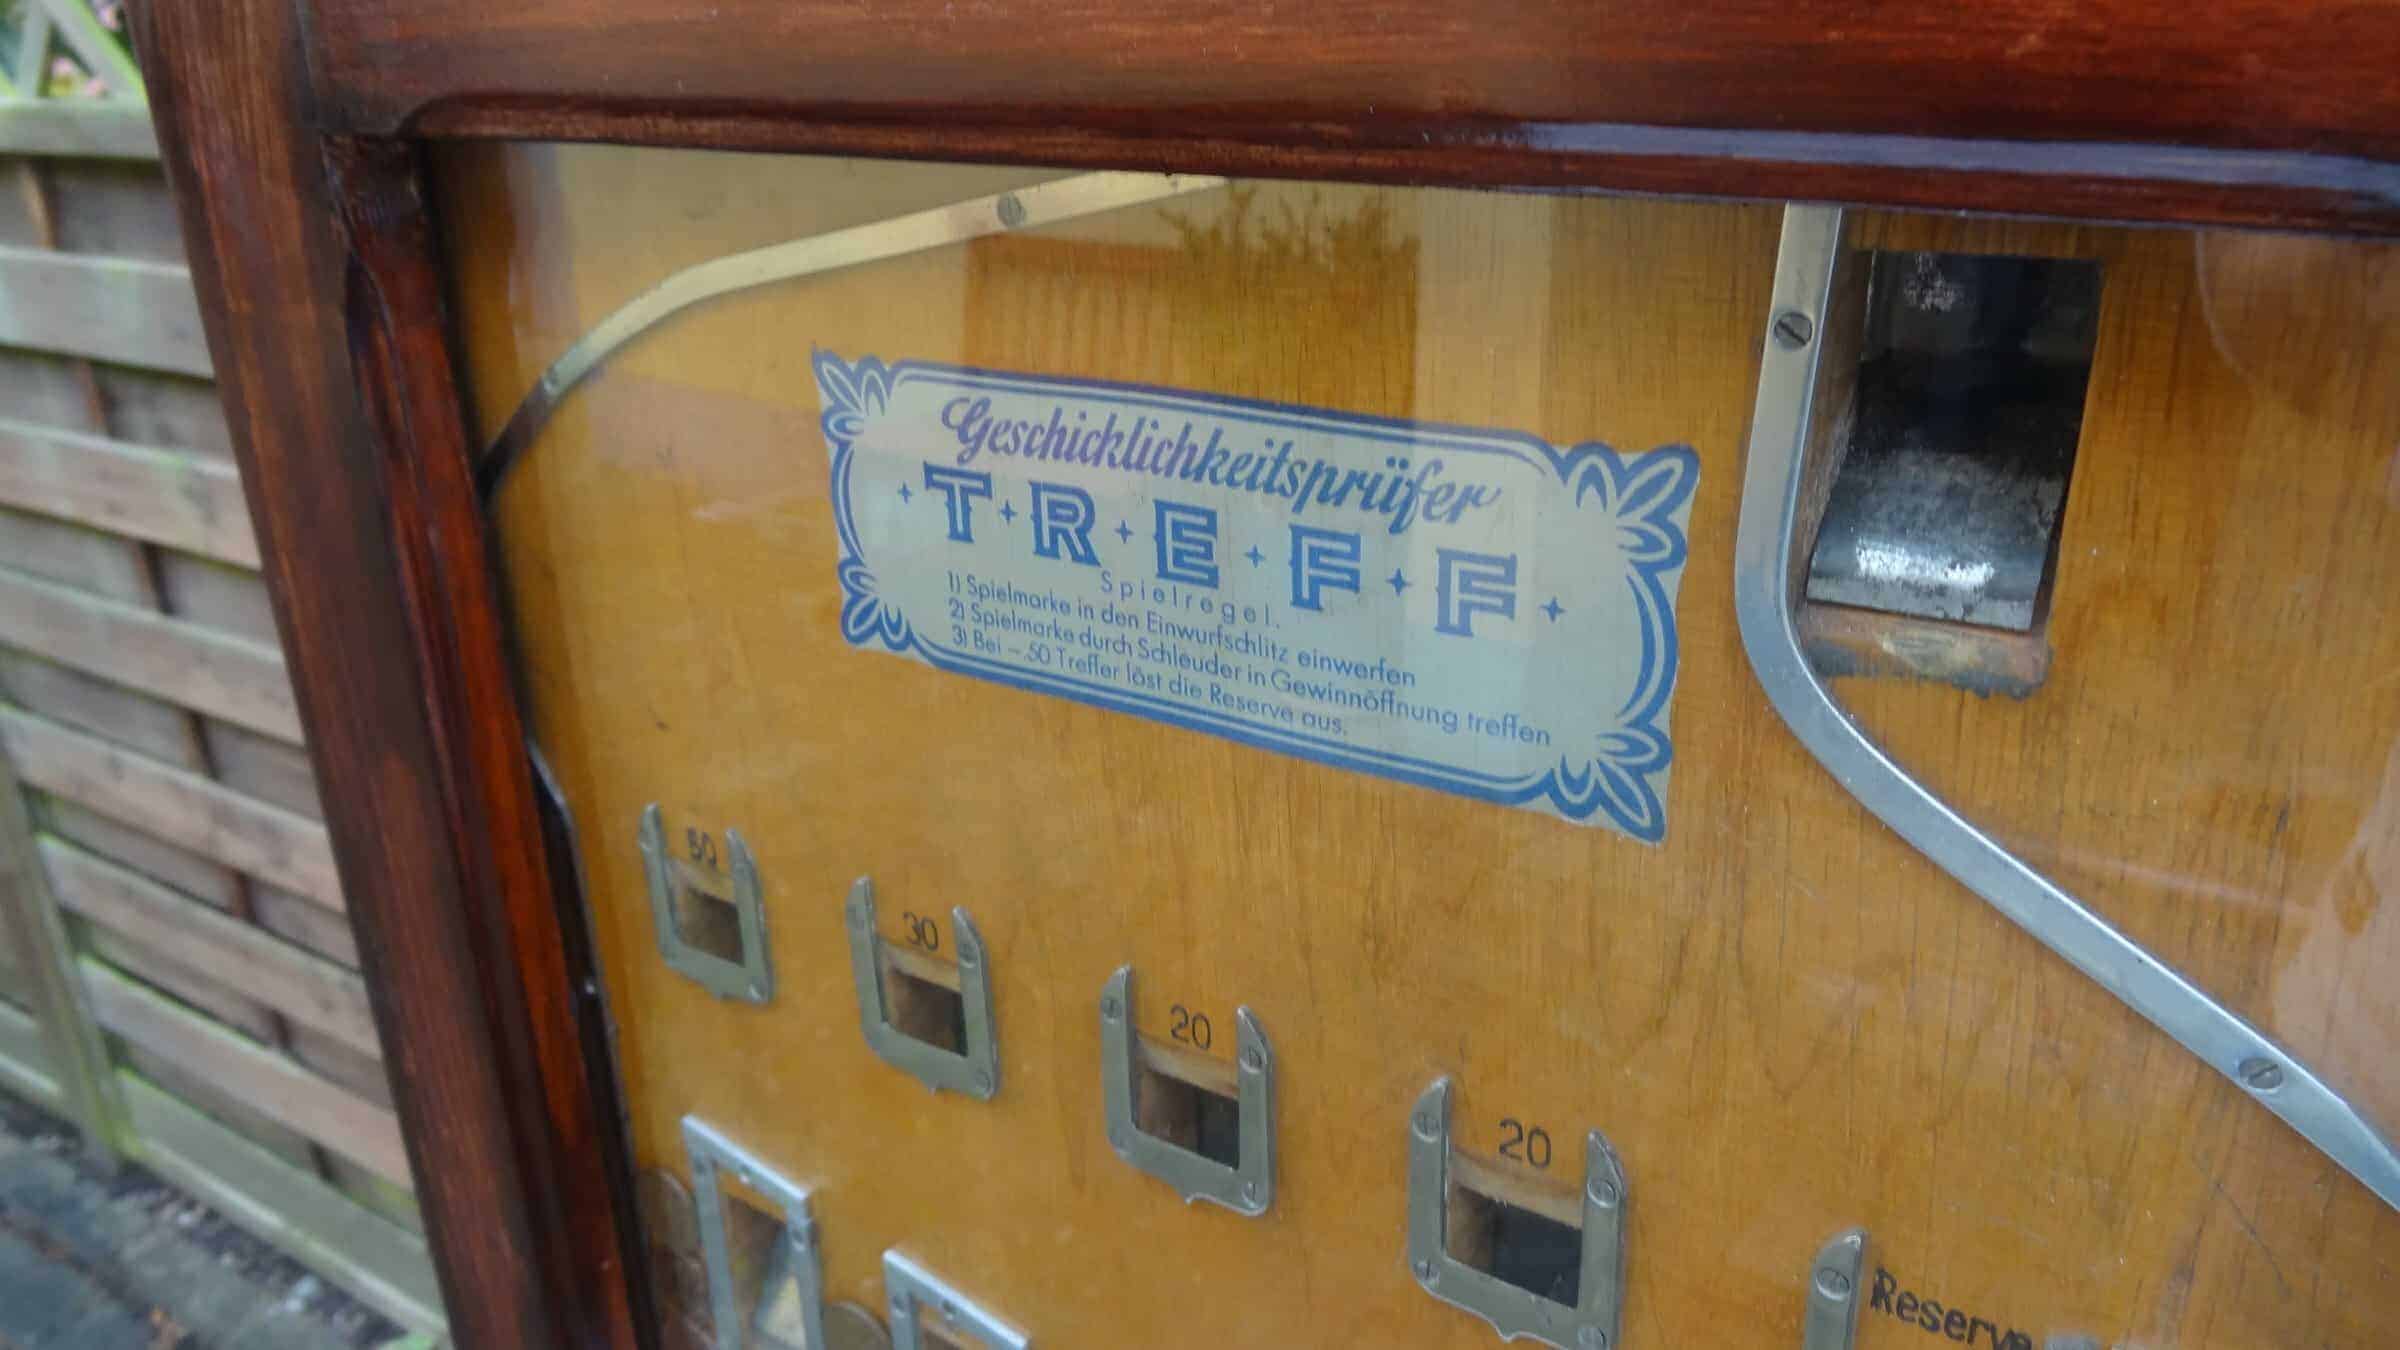 Geschicklichkeitsprüfer
TREFF
Spielregel.
1) Spielmarke in den Einwurfschlitz einwerfen
2) Spielmarke durch Schleuder in Gewinnöffnung treffen
3) Bei –.50 Treffer löst die Reserve aus.
50
30
20
20
Reserve